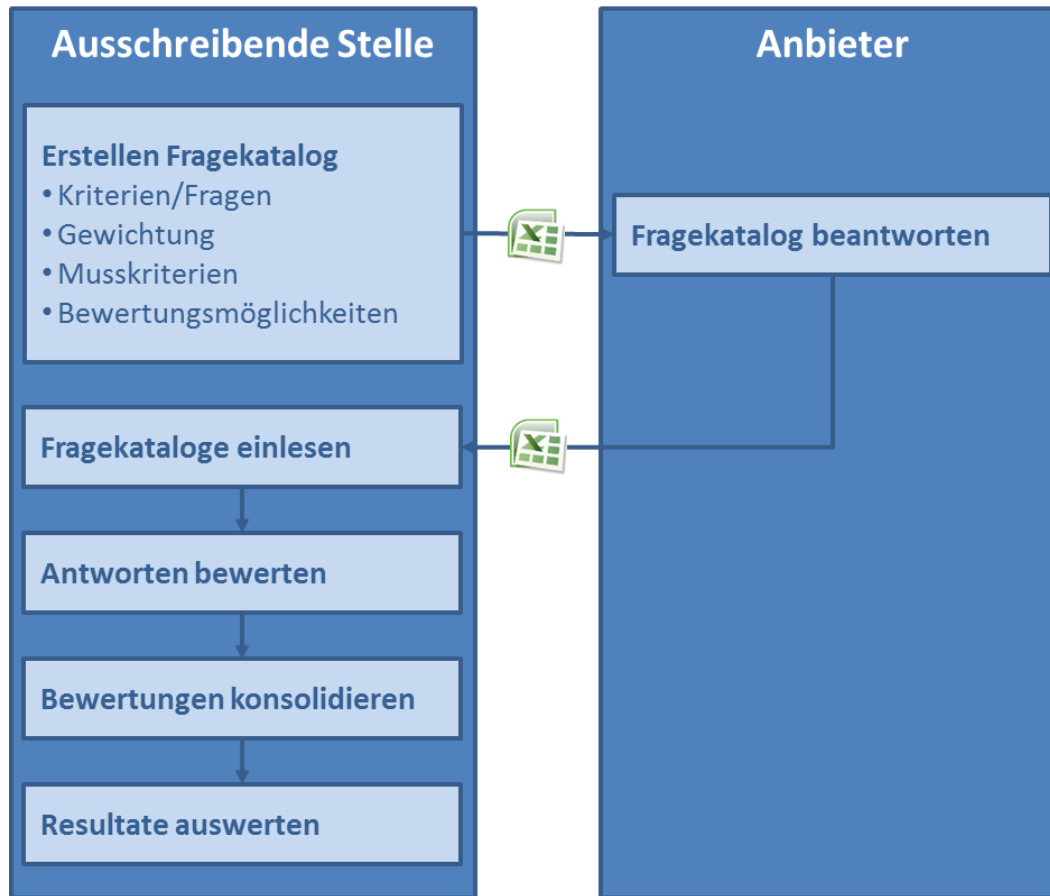 Ausschreibende Stelle
Erstellen Fragekatalog
• Kriterien/Fragen
• Gewichtung
• Musskriterien
• Bewertungsmöglichkeiten
Fragekataloge einlesen
Antworten bewerten
Bewertungen konsolidieren
Resultate auswerten
Anbieter
Fragekatalog beantworten